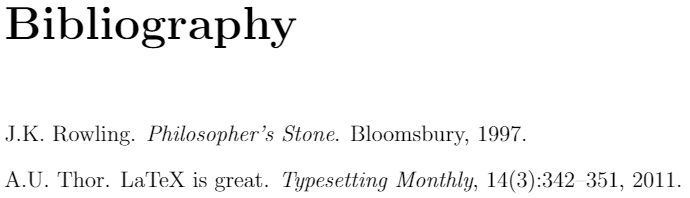 Bibliography
J.K. Rowling. Philosopher's Stone. Bloomsbury, 1997.
A.U. Thor. LaTeX is great. Typesetting Monthly, 14(3):342–351, 2011.